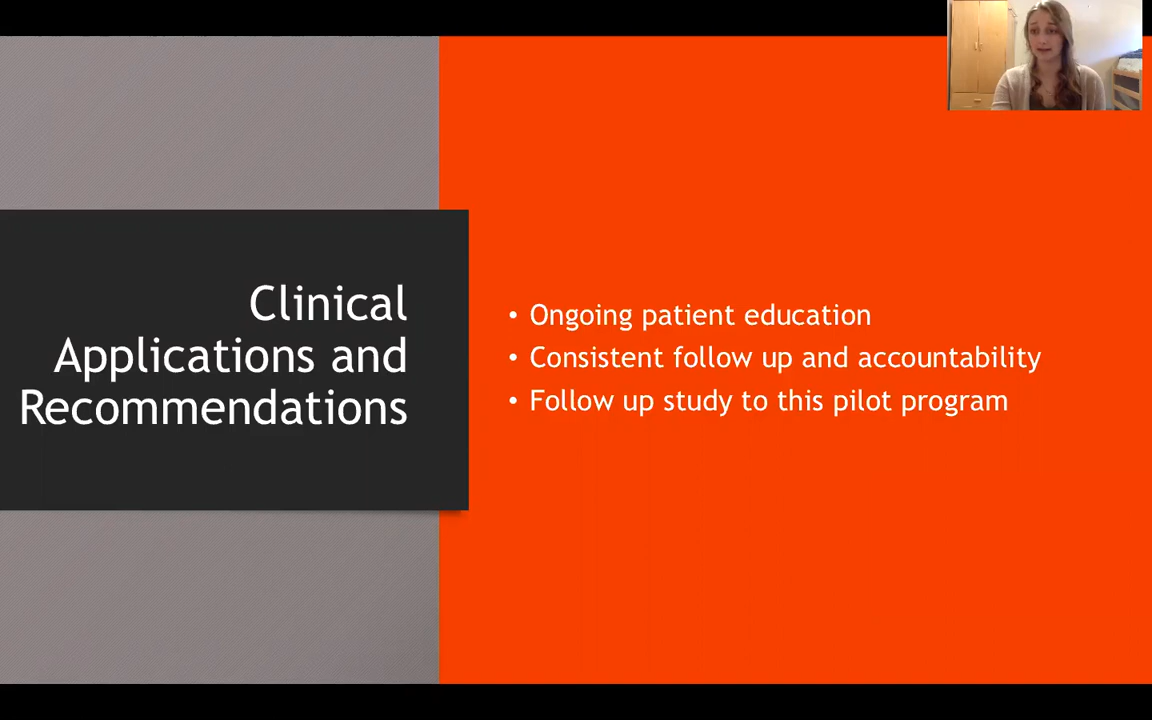 Clinical
Applications and
Recommendations
• Ongoing patient education
• Consistent follow up and accountability
• Follow up study to this pilot program